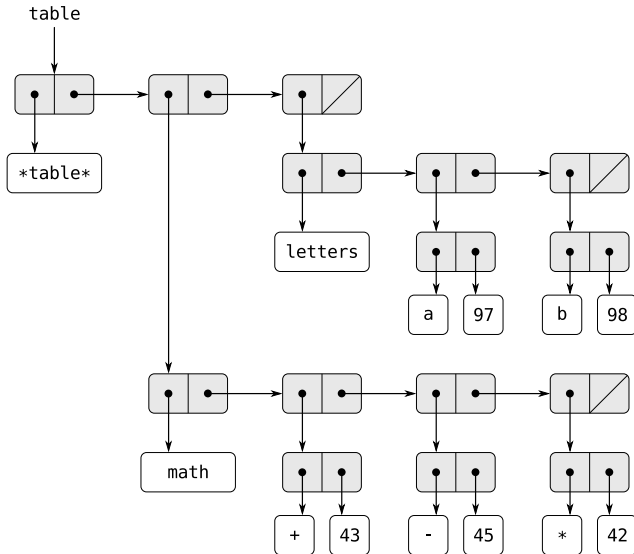 table
*table*
letters
a 97 b 98
math
+ 43 - 45 * 42